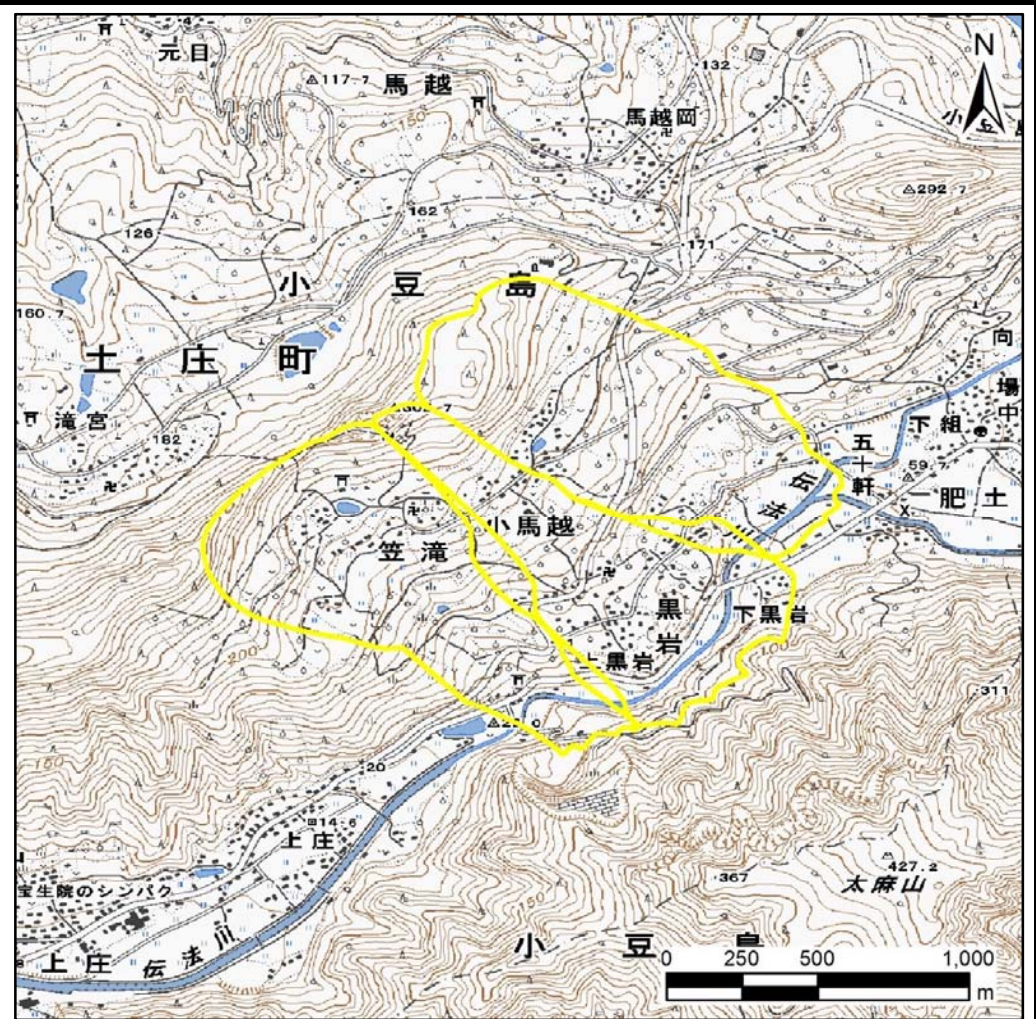 元目
117.7
馬越
132
N
馬越岡
小豆
150
292.7
162
171
126
小豆島
160.7
土庄町
向
場中
滝宮
182
下組
五十軒
59.7
肥土
伝法
小馬越
笠滝
黒岩
下黒岩
上黒岩
200
100
311
150
20
14.6
上庄
427.2
367
太麻山
宝生院のシンパク
150
小豆島
上庄
伝法川
0 250 500 1,000
m